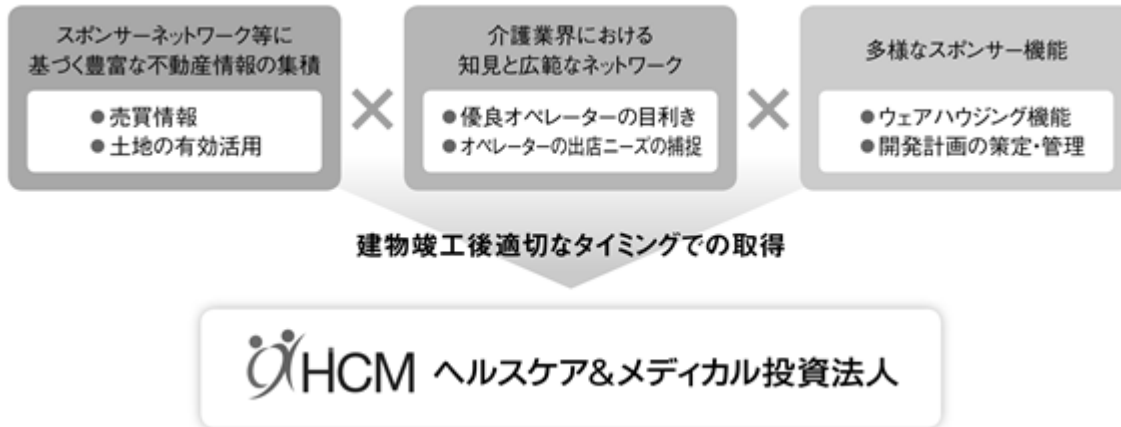 スポンサーネットワーク等に
基づく豊富な不動産情報の集積
●売買情報
●土地の有効活用
×
介護業界における
知見と広範なネットワーク
●優良オペレーターの目利き
●オペレーターの出店ニーズの捕捉
×
多様なスポンサー機能
●ウェアハウジング機能
●開発計画の策定・管理
建物竣工後適切なタイミングでの取得
HCM ヘルスケア&メディカル投資法人